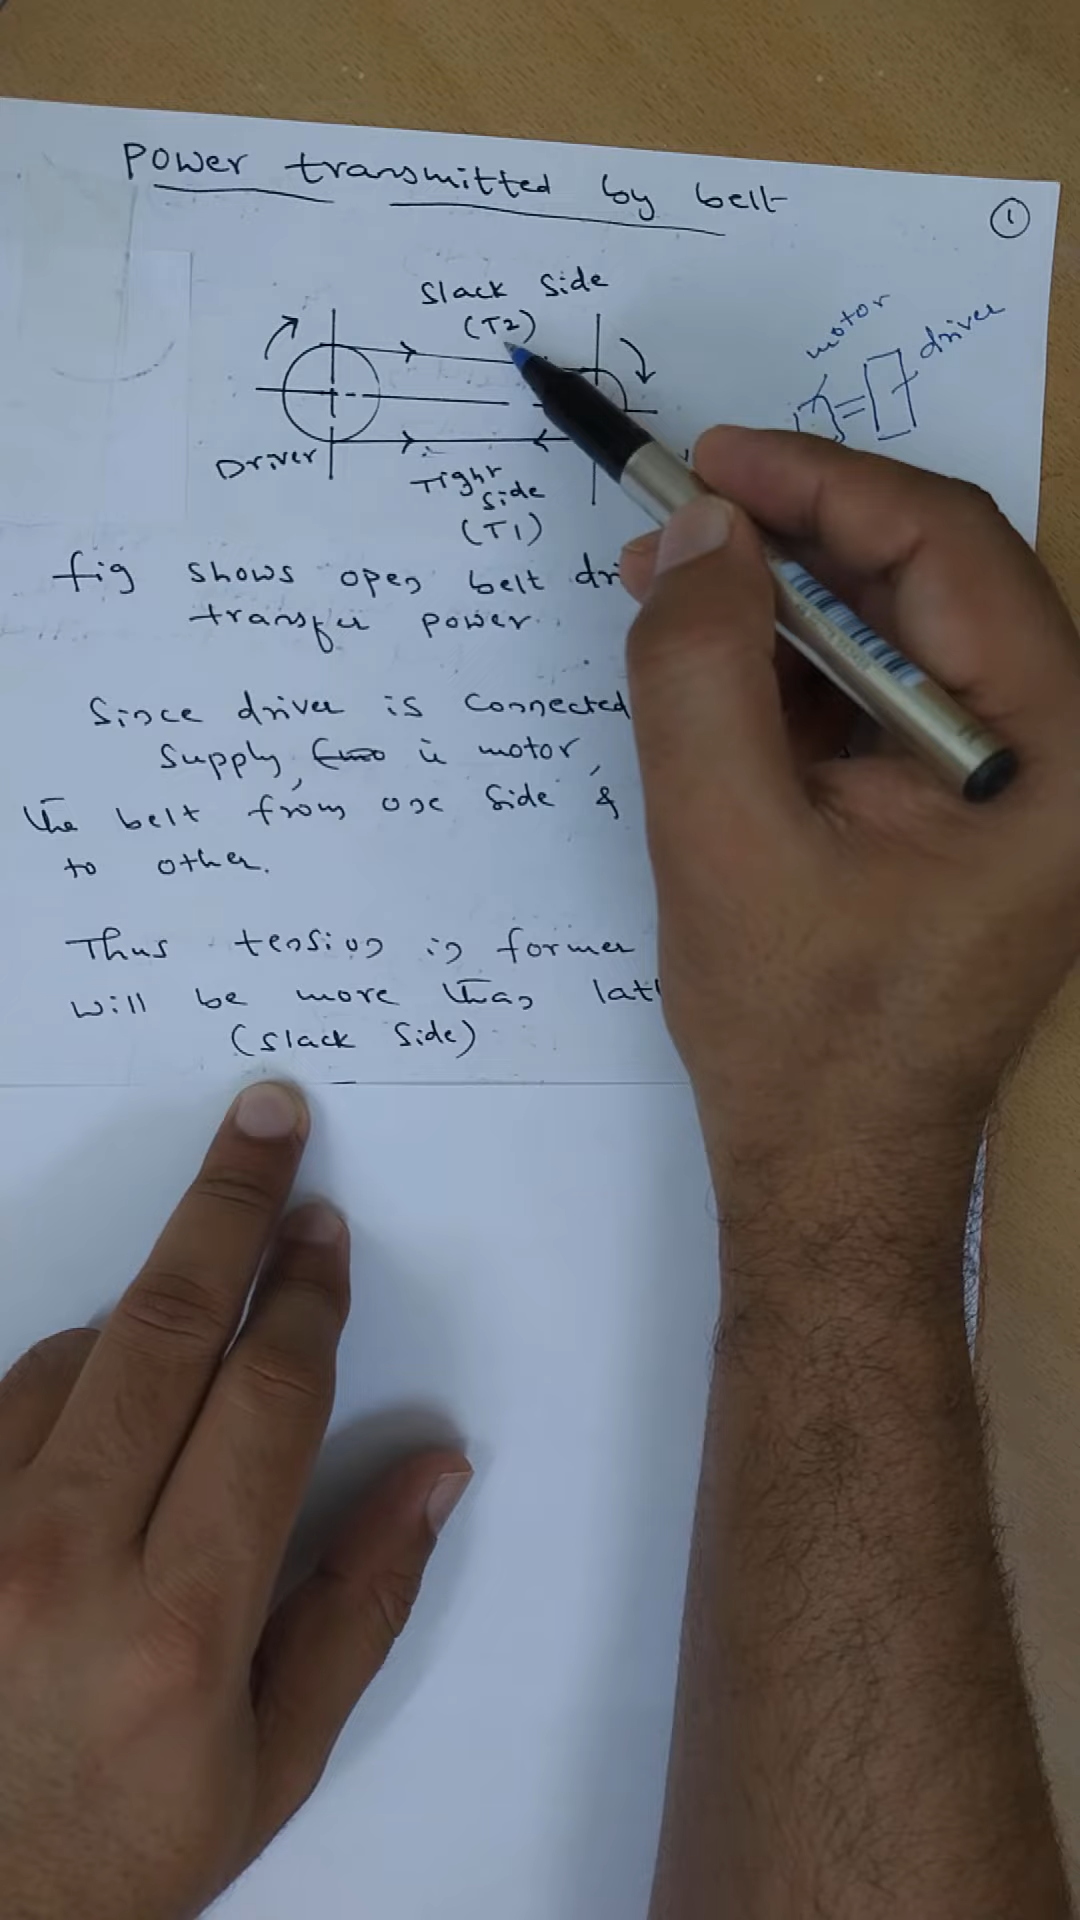 Power transmitted by belt
1
Slack Side
(T2)
motor
driver
Driver
Tight
Side
(T1)
fig shows open belt
transfer power.
Since driver is connected
Supply, ie motor,
the belt from one side &
to other.
Thus tension in former
will be more than
(slack Side)